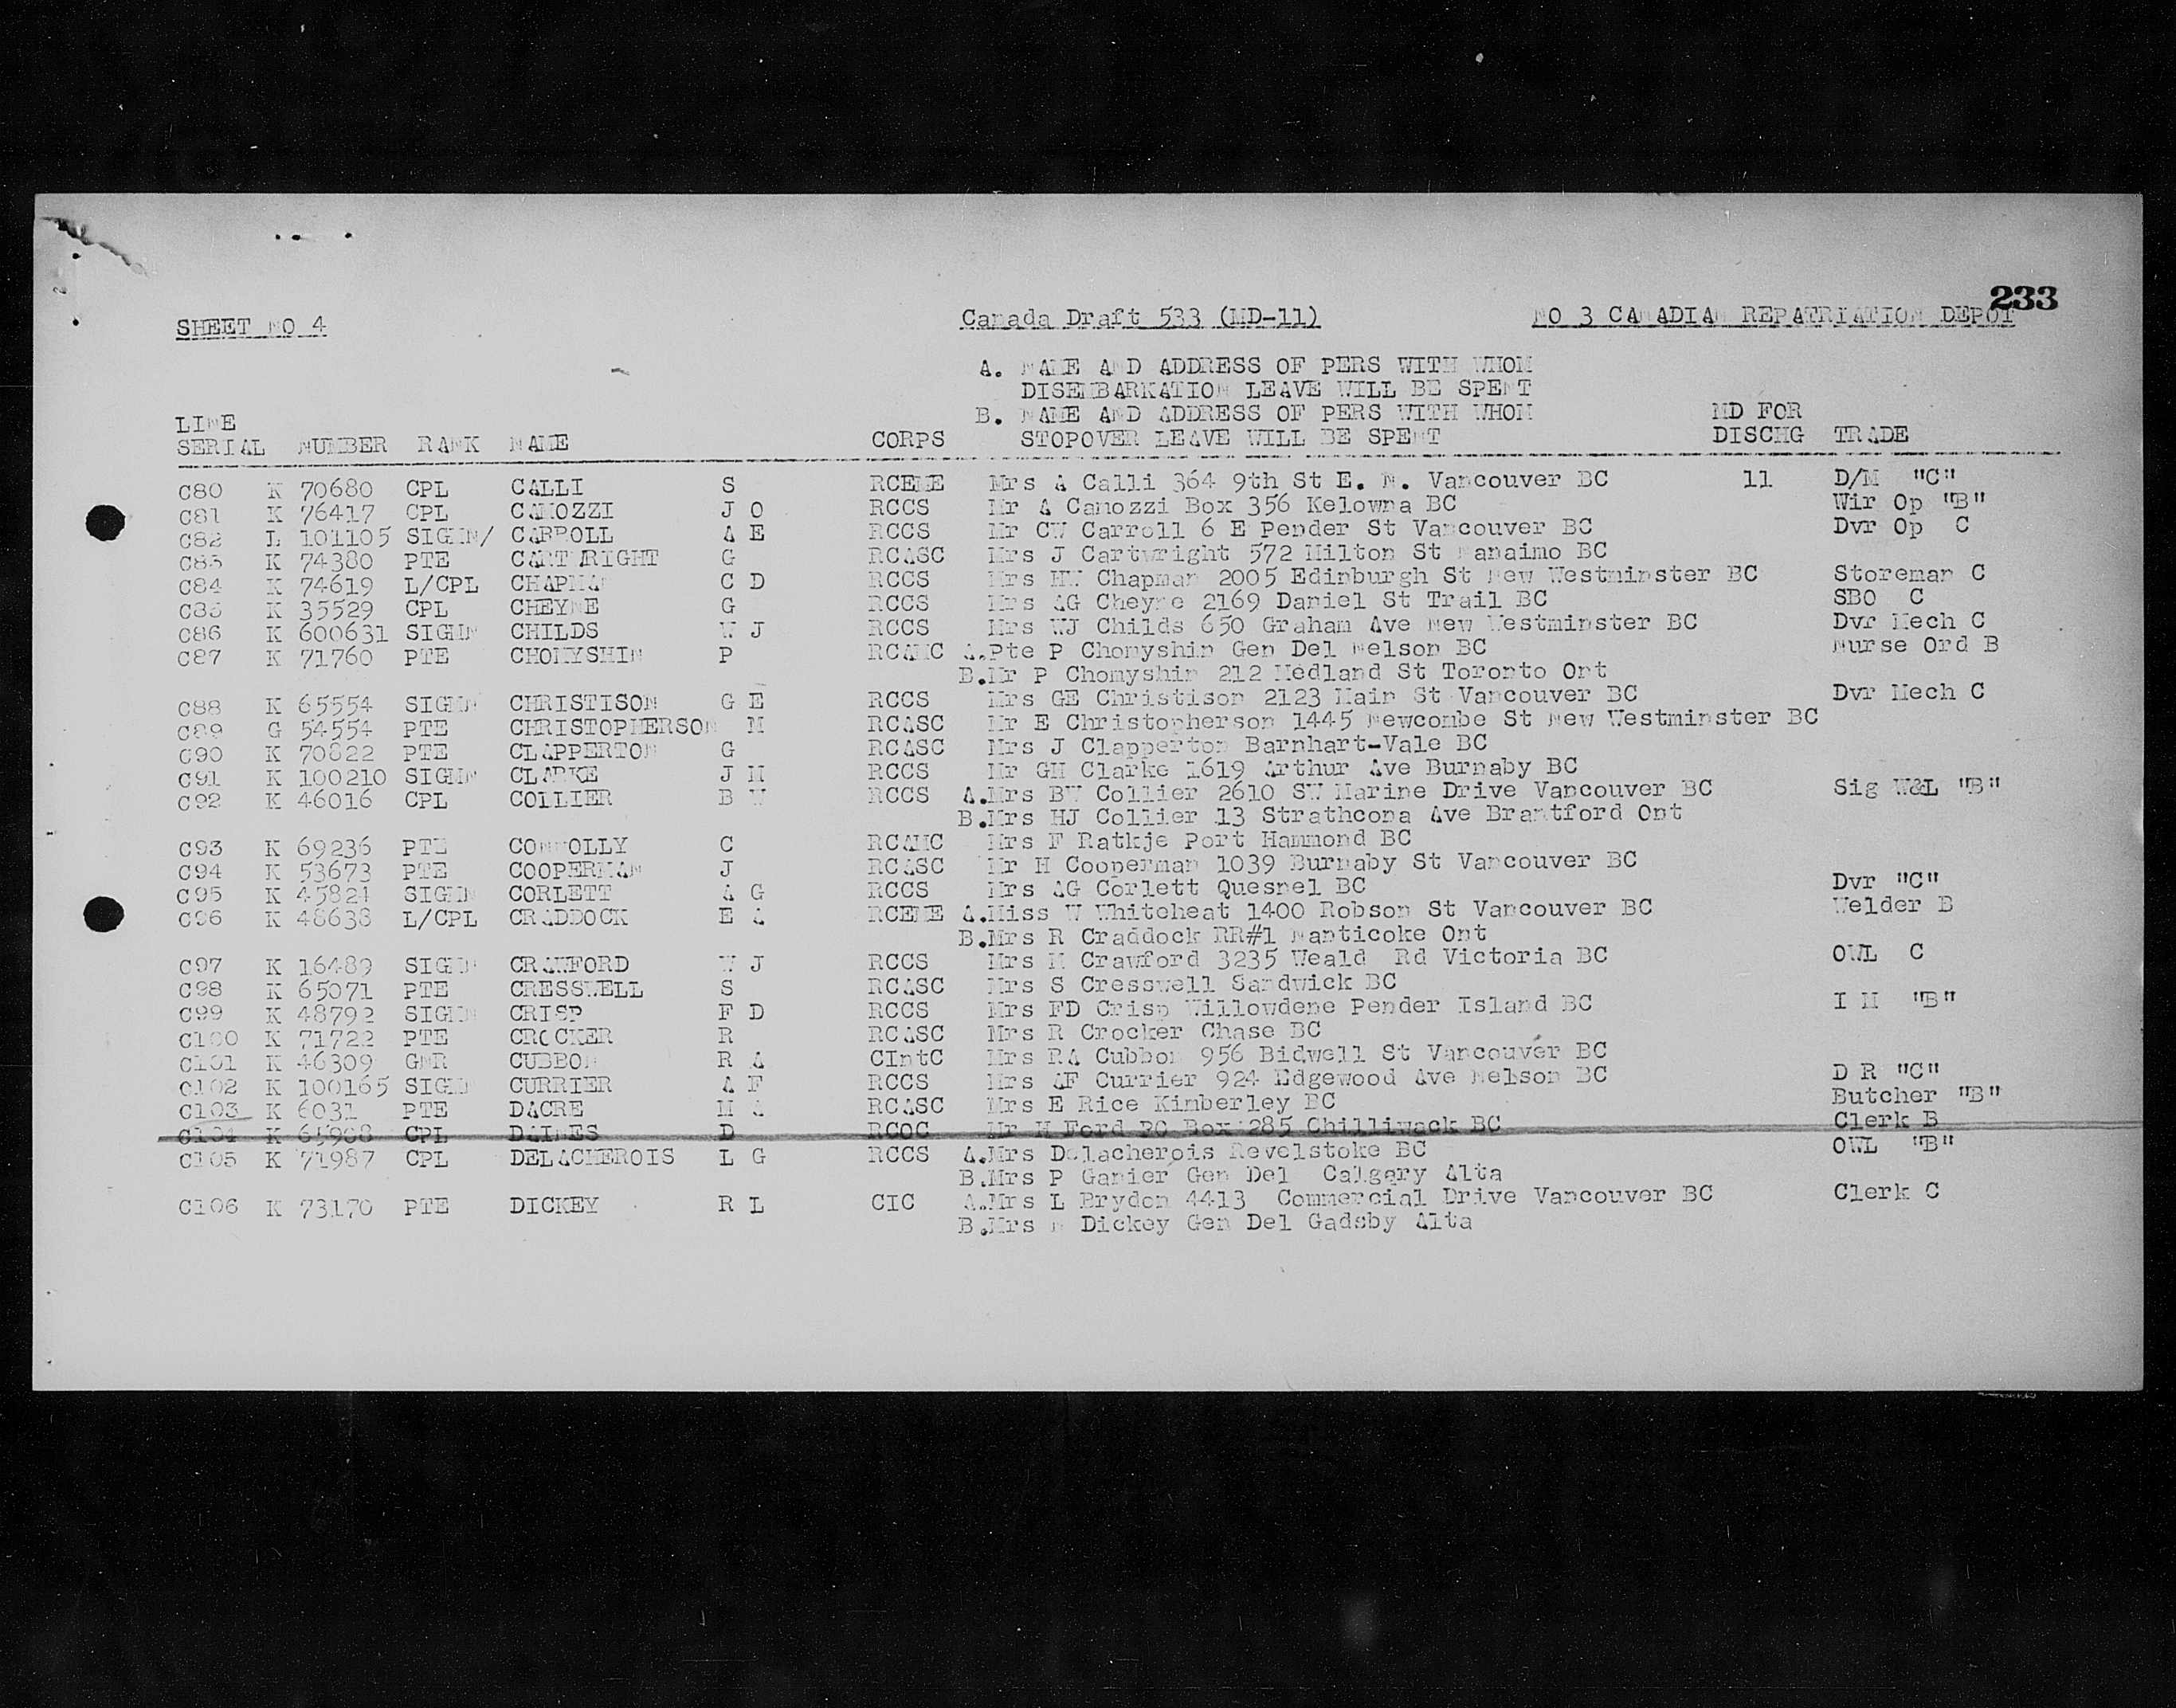 233
SHEET NO 4 Canada Draft 533 (MD-11) NO 3 CANADIAN REPATRIATION DEPOT
A. NAME AND ADDRESS OF PERS WITH WHOM
DISEMBARKATION LEAVE WILL BE SPENT
B. NAME AND ADDRESS OF PERS WITH WHOM
LINE MD FOR
SERIAL NUMBER RANK NAME CORPS STOPOVER LEAVE WILL BE SPENT DISCHG TRADE
C80 K 70680 CPL CALLI S RCEME Mrs A Calli 364 9th St E. N. Vancouver BC 11 D/M "C"
C81 K 76417 CPL CAMOZZI J O RCCS Mr A Camozzi Box 356 Kelowna BC Wir Op "B"
C82 L 101105 SIGMN/ CARROLL A E RCCS Mr CW Carroll 6 E Pender St Vancouver BC Dvr Op C
C83 K 74380 PTE CARTWRIGHT G RCASC Mrs J Cartwright 572 Milton St Nanaimo BC
C84 K 74619 L/CPL CHAPMAN C D RCCS Mrs HW Chapman 2005 Edinburgh St New Westminster BC Storeman C
C85 K 35529 CPL CHEYNE G RCCS Mrs AG Cheyne 2169 Daniel St Trail BC SBO C
C86 K 600631 SIGMN CHILDS W J RCCS Mrs WJ Childs 650 Graham Ave New Westminster BC Dvr Mech C
C87 K 71760 PTE CHOMYSHIN P RCAMC A.Pte P Chomyshin Gen Del Nelson BC Nurse Ord B
B.Mr P Chomyshin 212 Medland St Toronto Ont
C88 K 65554 SIGMN CHRISTISON G E RCCS Mrs GE Christison 2123 Main St Vancouver BC Dvr Mech C
C89 G 54554 PTE CHRISTOPHERSON M RCASC Mr E Christopherson 1445 Newcombe St New Westminster BC
C90 K 70822 PTE CLAPPERTON G RCASC Mrs J Clapperton Barnhart-Vale BC
C91 K 100210 SIGMN CLARKE J M RCCS Mr GH Clarke 1619 Arthur Ave Burnaby BC
C92 K 46016 CPL COLLIER B W RCCS A.Mrs BW Collier 2610 SW Marine Drive Vancouver BC Sig W&L "B"
B.Mrs HJ Collier 13 Strathcona Ave Brantford Ont
C93 K 69236 PTE CONNOLLY C RCAMC Mrs F Ratkje Port Hammond BC
C94 K 53673 PTE COOPERMAN J RCASC Mr H Cooperman 1039 Burnaby St Vancouver BC
C95 K 45824 SIGMN CORLETT A G RCCS Mrs AG Corlett Quesnel BC Dvr "C"
C96 K 48638 L/CPL CRADDOCK E A RCEME A.Miss W Whiteheat 1400 Robson St Vancouver BC Welder B
B.Mrs R Craddock RR#1 Nanticoke Ont
C97 K 16489 SIGMN CRAWFORD W J RCCS Mrs M Crawford 3235 Weald Rd Victoria BC OWL C
C98 K 65071 PTE CRESSWELL S RCASC Mrs S Cresswell Sandwick BC
C99 K 48792 SIGMN CRISP F D RCCS Mrs FD Crisp Willowdene Pender Island BC I M "B"
C100 K 71722 PTE CROCKER R RCASC Mrs R Crocker Chase BC
C101 K 46309 GNR CUBBON R A CIntC Mrs RA Cubbon 956 Bidwell St Vancouver BC
C102 K 100165 SIGMN CURRIER A F RCCS Mrs AF Currier 924 Edgewood Ave Nelson BC D R "C"
C103 K 6031 PTE DACRE M A RCASC Mrs E Rice Kimberley BC Butcher "B"
C104 K 65908 CPL DAINES D RCOC Mr H Ford PO Box 285 Chilliwack BC Clerk B
C105 K 71987 CPL DELACHEROIS L G RCCS A.Mrs Delacherois Revelstoke BC OWL "B"
B.Mrs P Ganier Gen Del Calgary Alta
C106 K 73170 PTE DICKEY R L CIC A.Mrs L Bryden 4413 Commercial Drive Vancouver BC Clerk C
B.Mrs N Dickey Gen Del Gadsby Alta